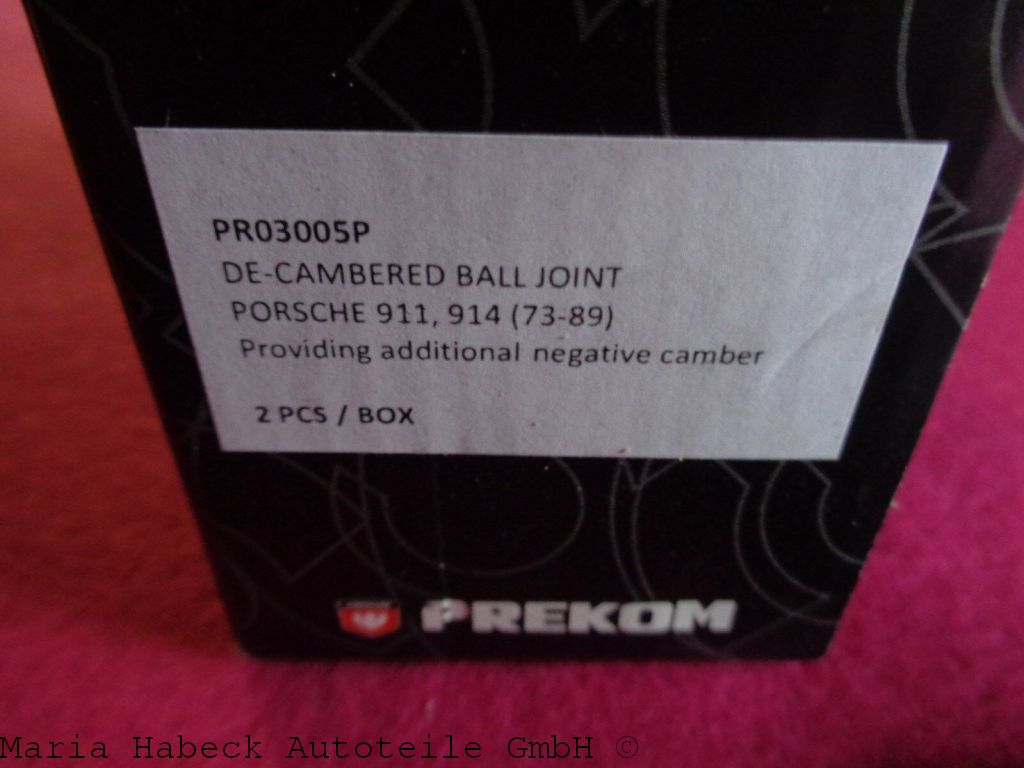 PR03005P
DE-CAMBERED BALL JOINT
PORSCHE 911, 914 (73-89)
Providing additional negative camber
2 PCS / BOX
PREKOM
Maria Habeck Autoteile GmbH ©